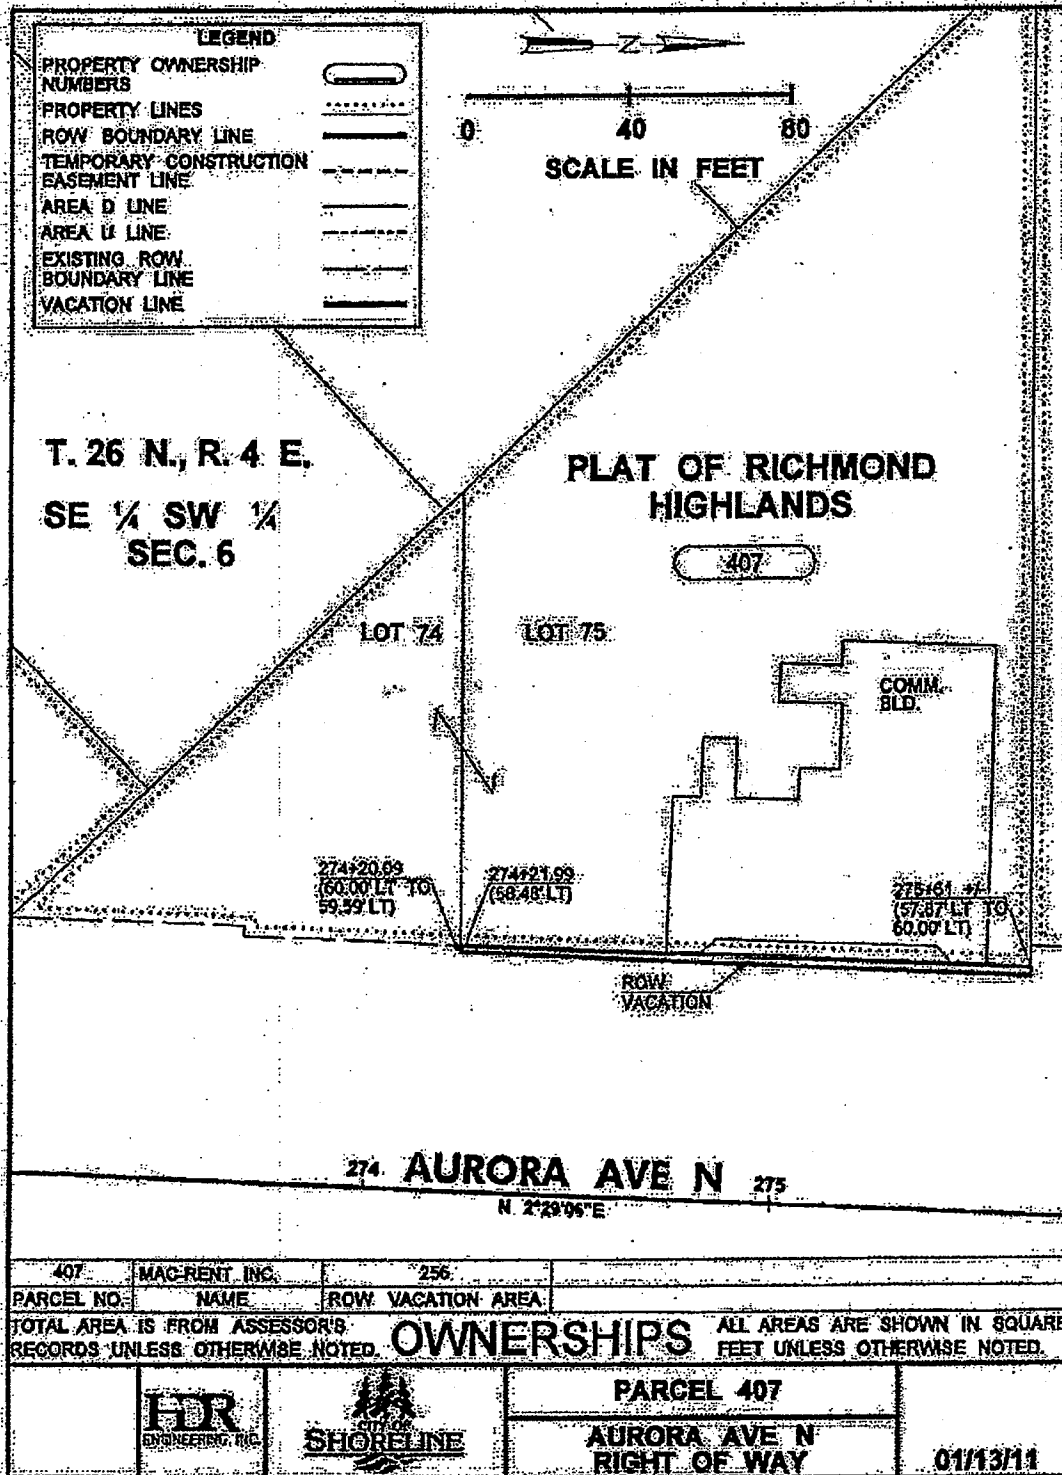 LEGEND
PROPERTY OWNERSHIP
NUMBERS
PROPERTY LINES
ROW BOUNDARY LINE
TEMPORARY CONSTRUCTION
EASEMENT LINE
AREA D LINE
AREA U LINE
EXISTING ROW
BOUNDARY LINE
VACATION LINE
Z
0 40 80
SCALE IN FEET
T. 26 N., R. 4 E.
SE ¼ SW ¼
SEC. 6
PLAT OF RICHMOND
HIGHLANDS
407
LOT 74
LOT 75
COMM.
BLD.
274+20.09
(60.00' LT TO
59.59' LT)
274+21.99
(58.48' LT)
275+61 +/-
(57.87' LT TO
60.00' LT)
ROW
VACATION
274 AURORA AVE N 275
N 2°29'06"E
407 MAC-RENT INC. 256
PARCEL NO. NAME ROW VACATION AREA
TOTAL AREA IS FROM ASSESSOR'S
RECORDS UNLESS OTHERWISE NOTED.
OWNERSHIPS
ALL AREAS ARE SHOWN IN SQUARE
FEET UNLESS OTHERWISE NOTED.
HDR
ENGINEERING, INC.
CITY OF
SHORELINE
PARCEL 407
AURORA AVE N
RIGHT OF WAY
01/13/11